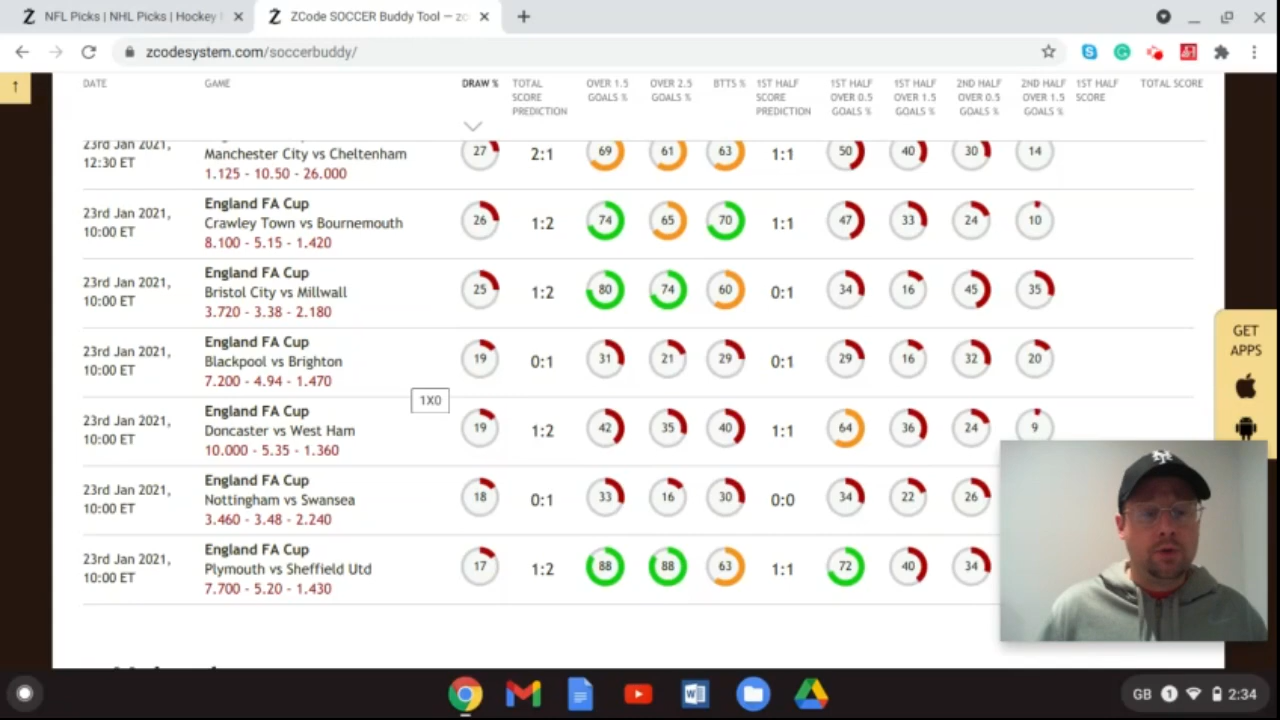 NFL Picks | NHL Picks | Hockey
ZCode SOCCER Buddy Tool — zc
zcodesystem.com/soccerbuddy/
DATE GAME DRAW % TOTAL SCORE PREDICTION OVER 1.5 GOALS % OVER 2.5 GOALS % BTTS % 1ST HALF SCORE PREDICTION 1ST HALF OVER 0.5 GOALS % 1ST HALF OVER 1.5 GOALS % 2ND HALF OVER 0.5 GOALS % 2ND HALF OVER 1.5 GOALS % 1ST HALF SCORE TOTAL SCORE
23rd Jan 2021, 12:30 ET
Manchester City vs Cheltenham
1.125 - 10.50 - 26.000
27 2:1 69 61 63 1:1 50 40 30 14
23rd Jan 2021, 10:00 ET
England FA Cup
Crawley Town vs Bournemouth
8.100 - 5.15 - 1.420
26 1:2 74 65 70 1:1 47 33 24 10
23rd Jan 2021, 10:00 ET
England FA Cup
Bristol City vs Millwall
3.720 - 3.38 - 2.180
25 1:2 80 74 60 0:1 34 16 45 35
23rd Jan 2021, 10:00 ET
England FA Cup
Blackpool vs Brighton
7.200 - 4.94 - 1.470
19 0:1 31 21 29 0:1 29 16 32 20
1X0
23rd Jan 2021, 10:00 ET
England FA Cup
Doncaster vs West Ham
10.000 - 5.35 - 1.360
19 1:2 42 35 40 1:1 64 36 24 9
23rd Jan 2021, 10:00 ET
England FA Cup
Nottingham vs Swansea
3.460 - 3.48 - 2.240
18 0:1 33 16 30 0:0 34 22 26
23rd Jan 2021, 10:00 ET
England FA Cup
Plymouth vs Sheffield Utd
7.700 - 5.20 - 1.430
17 1:2 88 88 63 1:1 72 40 34
GET
APPS
GB 1 2:34